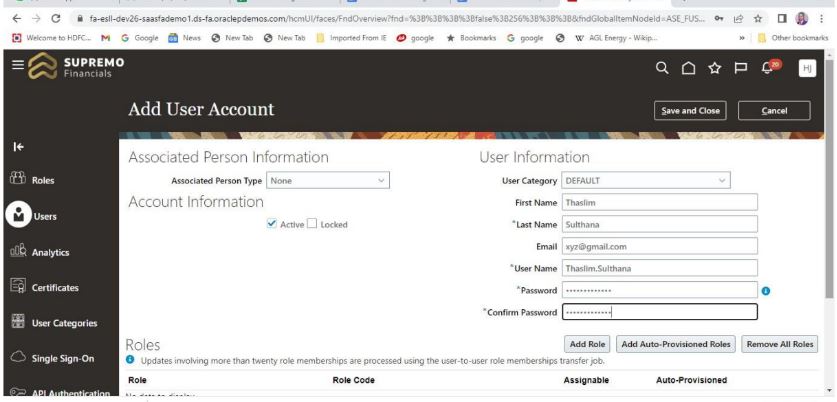 fa-esll-dev26-saasfademo1.ds-fa.oraclepdemos.com/hcmUI/faces/FndOverview?fnd=%3B%3B%3B%3Bfalse%3B256%3B%3B%3B&fndGlobalItemNodeId=ASE_FUS...
Welcome to HDFC... G Google News New Tab New Tab Imported From IE google Bookmarks G google W AGL Energy - Wikip... » Other bookmarks
SUPREMO
Financials
20
HJ
Add User Account
Save and Close Cancel
Roles
Users
Analytics
Certificates
User Categories
Single Sign-On
API Authentication
Associated Person Information
Associated Person Type None
Account Information
Active Locked
User Information
User Category DEFAULT
First Name Thaslim
*Last Name Sulthana
Email xyz@gmail.com
*User Name Thaslim.Sulthana
*Password •••••••••••••
*Confirm Password •••••••••••••
Roles Add Role Add Auto-Provisioned Roles Remove All Roles
Updates involving more than twenty role memberships are processed using the user-to-user role memberships transfer job.
Role Role Code Assignable Auto-Provisioned
No data to display